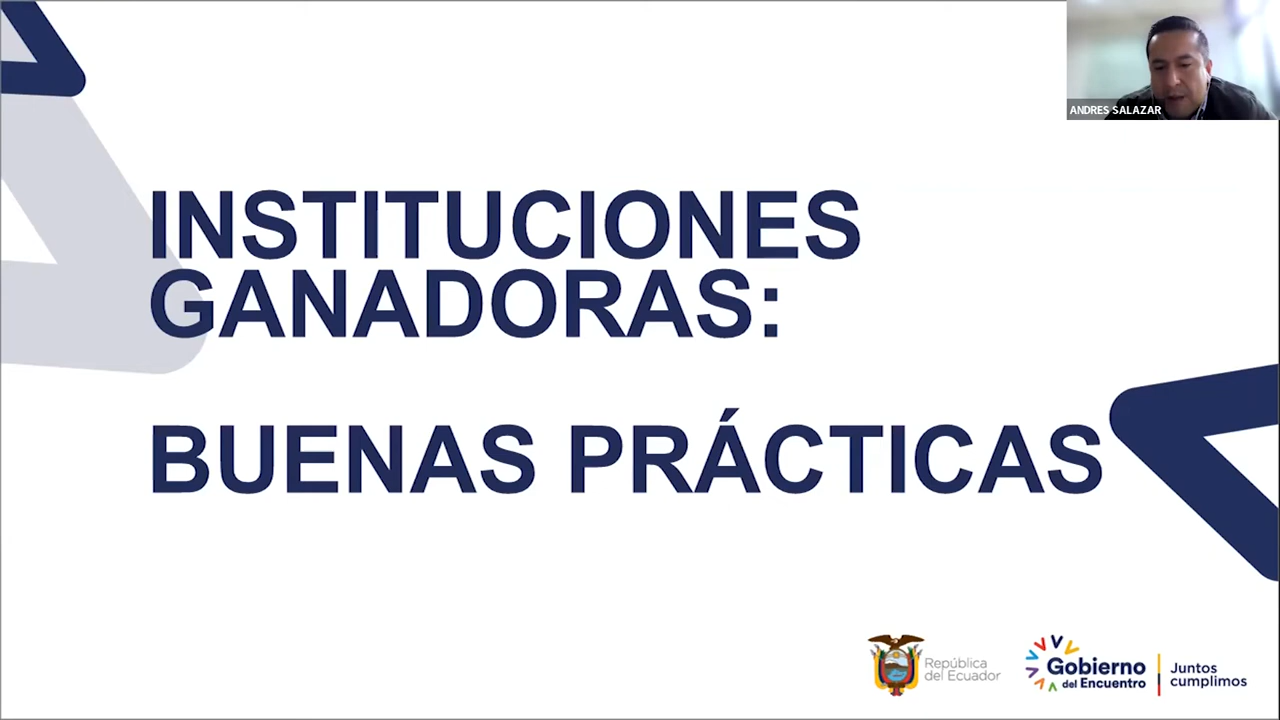 ANDRES SALAZAR
INSTITUCIONES
GANADORAS:
BUENAS PRÁCTICAS
República
del Ecuador
Gobierno
del Encuentro
Juntos
cumplimos